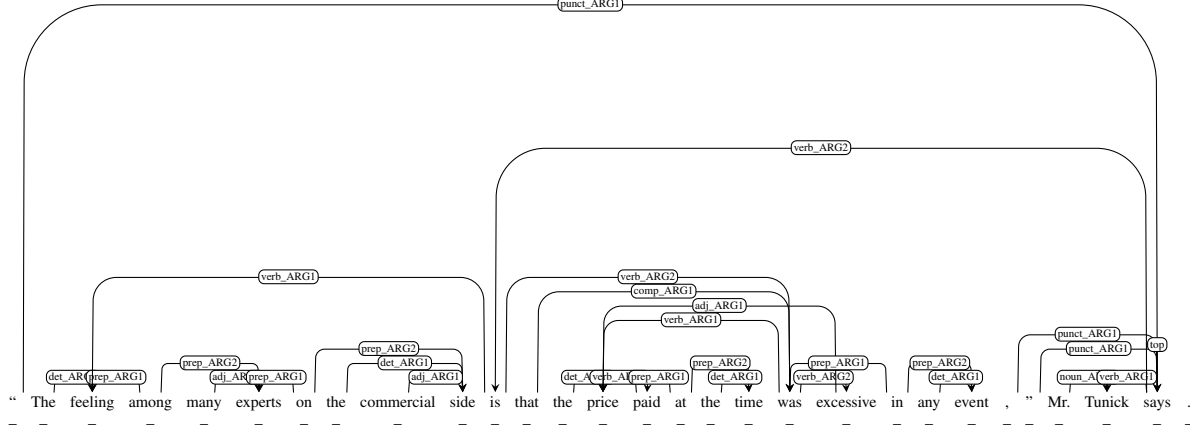 punct_ARG1
verb_ARG2
verb_ARG1 verb_ARG2
comp_ARG1
adj_ARG1
verb_ARG1
punct_ARG1
prep_ARG2 punct_ARG1 top
prep_ARG2 det_ARG1 prep_ARG2 prep_ARG1 prep_ARG2
prep_ARG1 prep_ARG1 adj_ARG1 prep_ARG1 det_ARG1 verb_ARG2 det_ARG1 verb_ARG1
“ The feeling among many experts on the commercial side is that the price paid at the time was excessive in any event , ” Mr. Tunick says .
_ _ _ _ _ _ _ _ _ _ _ _ _ _ _ _ _ _ _ _ _ _ _ _ _ _ _ _ _